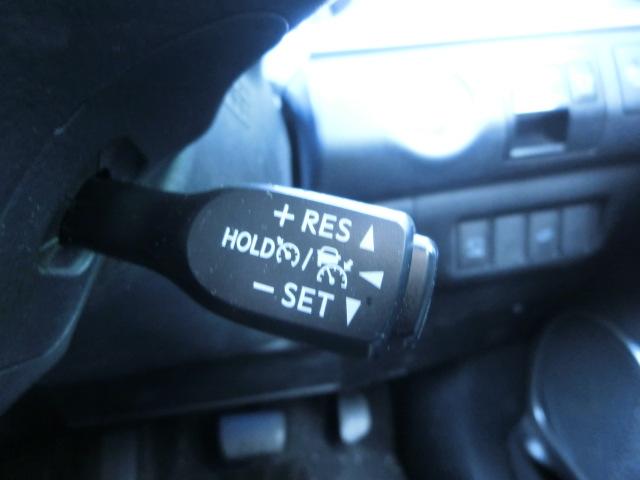 + RES
HOLD /
− SET